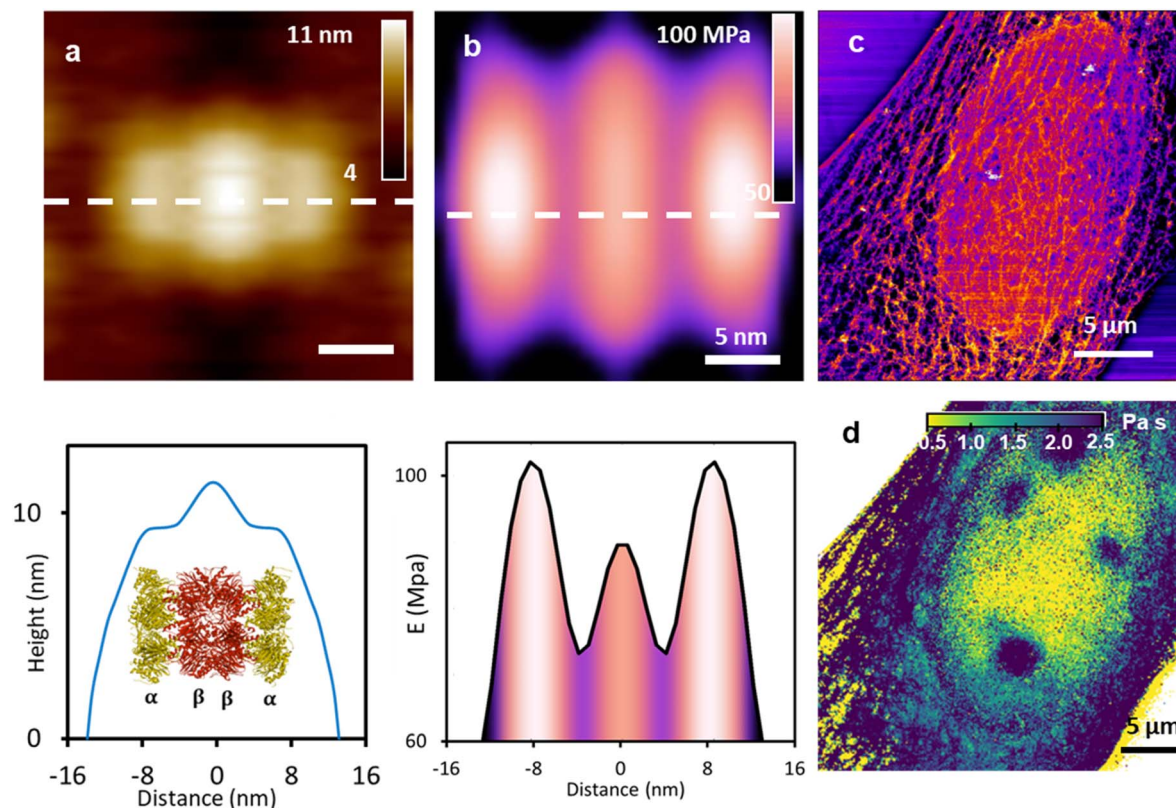 a
11 nm
4
b
100 MPa
50
5 nm
c
5 µm
Height (nm)
10
0
α β β α
-16 -8 0 8 16
Distance (nm)
E (Mpa)
100
60
-16 -8 0 8 16
Distance (nm)
d
Pa s
0.5 1.0 1.5 2.0 2.5
5 µm